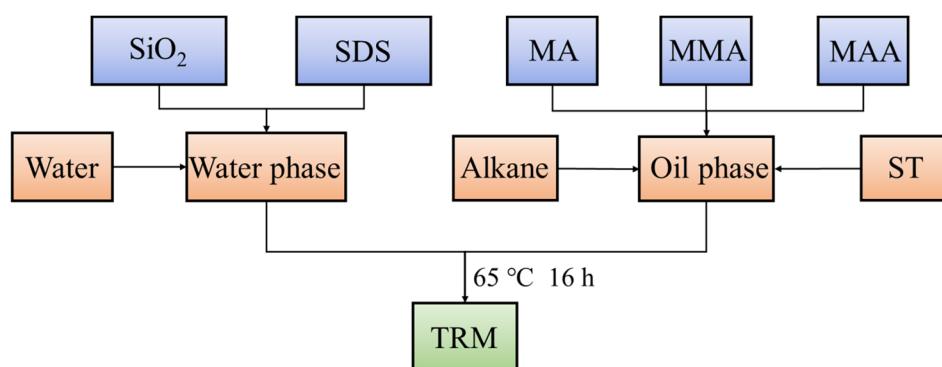 SiO₂
SDS
MA
MMA
MAA
Water
Water phase
Alkane
Oil phase
ST
65 ℃ 16 h
TRM